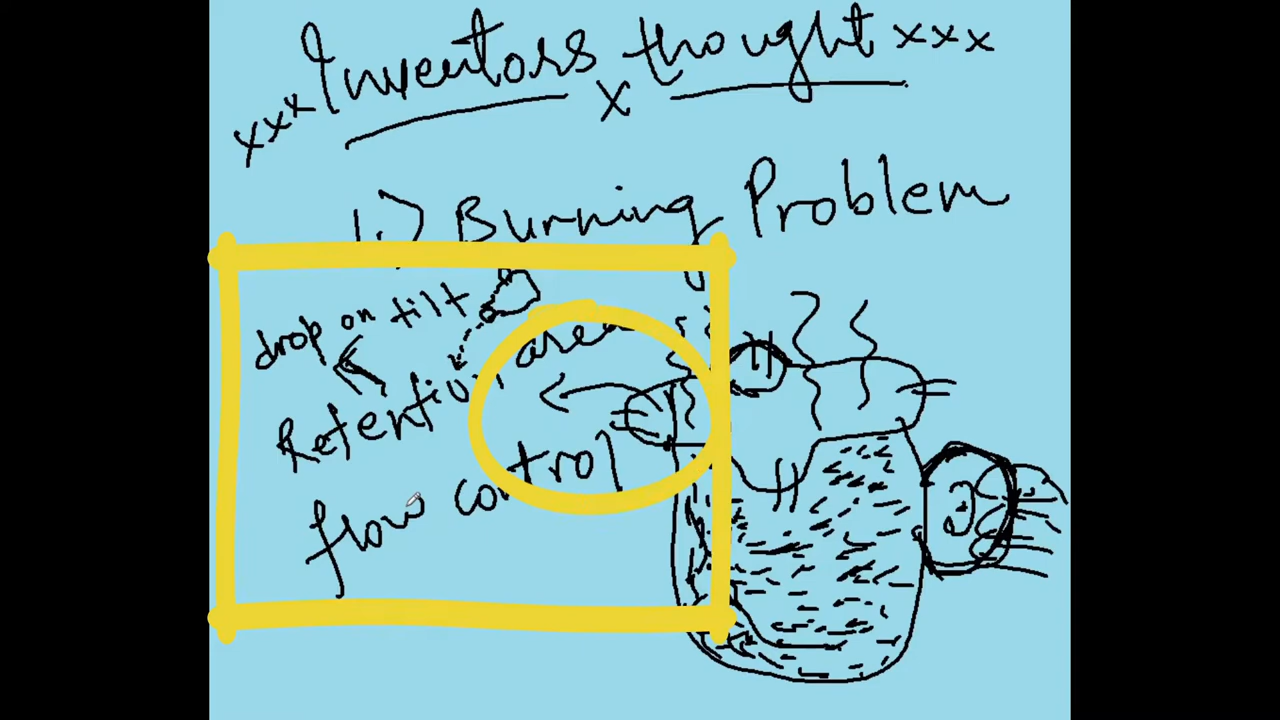 xxx Inventors thought xxx
x
1.) Burning Problem
drop on tilt
Retention area
flow control